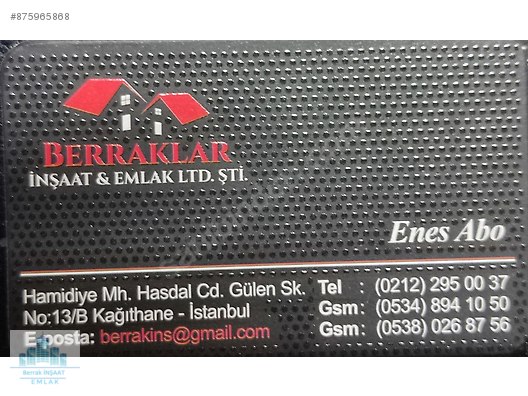 #875965868
BERRAKLAR
İNŞAAT & EMLAK LTD. ŞTİ.
Enes Abo
Hamidiye Mh. Hasdal Cd. Gülen Sk.
No:13/B Kağıthane - İstanbul
E-posta: berrakins@gmail.com
Tel : (0212) 295 00 37
Gsm: (0534) 894 10 50
Gsm: (0538) 026 87 56
Berrak İNŞAAT
EMLAK